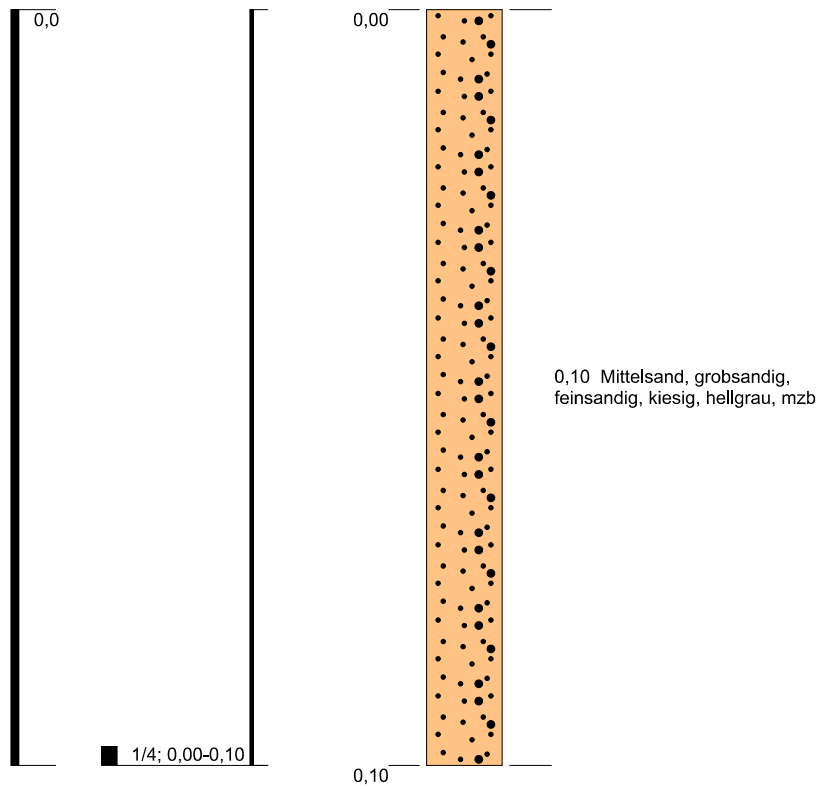 0,0
0,00
0,10 Mittelsand, grobsandig,
feinsandig, kiesig, hellgrau, mzb
1/4; 0,00-0,10
0,10